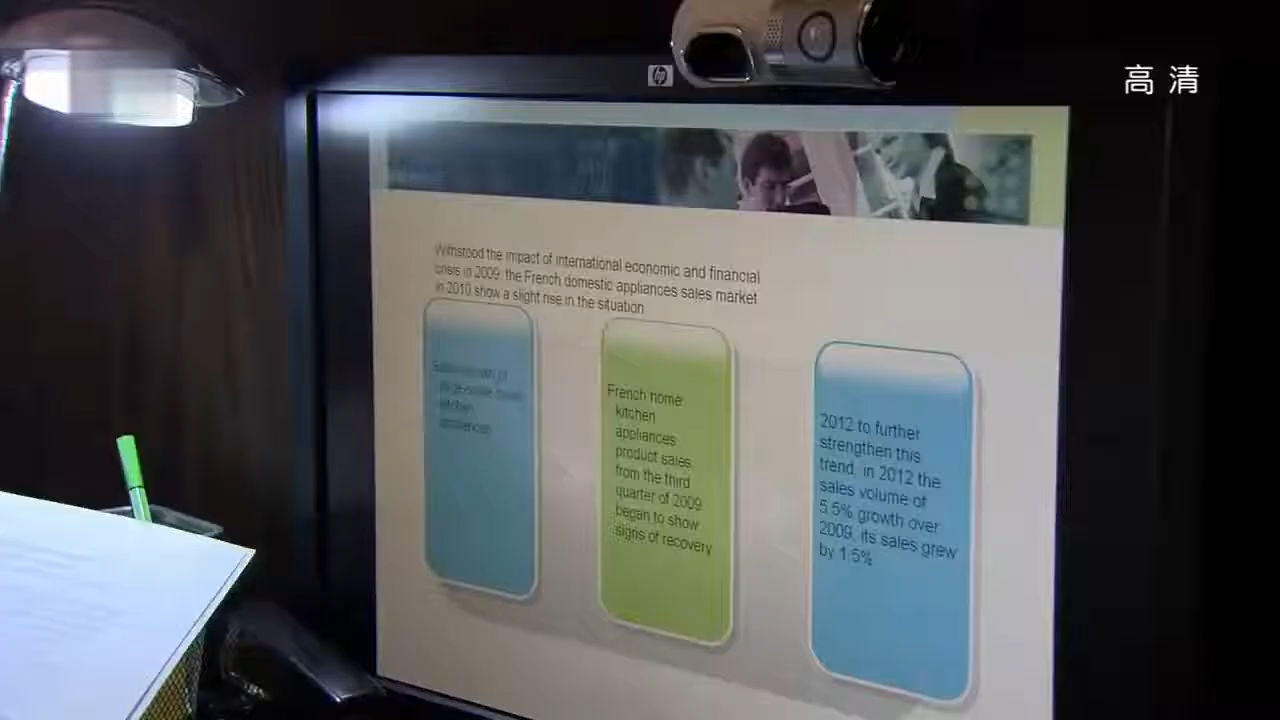 高清
hp
Withstood the impact of international economic and financial
crisis in 2009, the French domestic appliances sales market
in 2010 show a slight rise in the situation
kitchen
appliances
French home
kitchen
appliances
product sales
from the third
quarter of 2009
began to show
signs of recovery
2012 to further
strengthen this
trend, in 2012 the
sales volume of
5.5% growth over
2009, its sales grew
by 1.5%